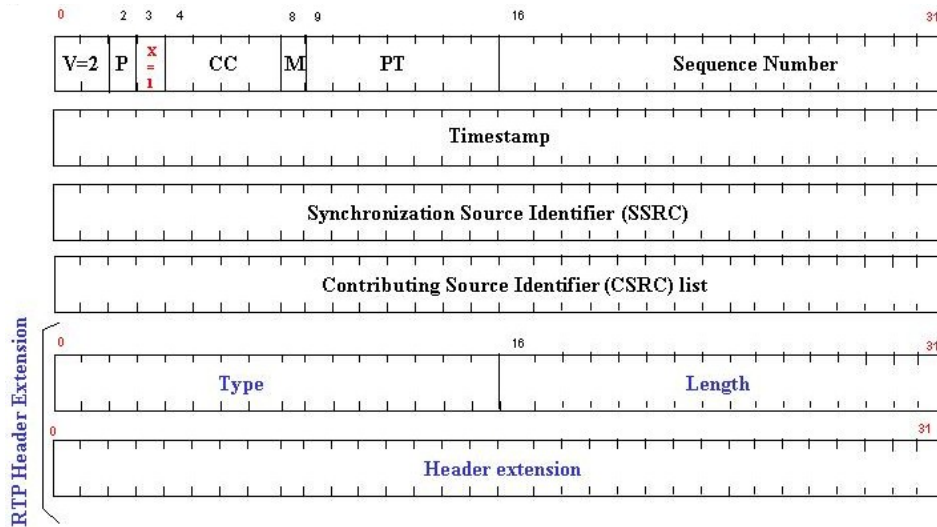 0 2 3 4 8 9 16 31
V=2 P X=1 CC M PT Sequence Number
Timestamp
Synchronization Source Identifier (SSRC)
Contributing Source Identifier (CSRC) list
RTP Header Extension
0 16 31
Type Length
0 31
Header extension